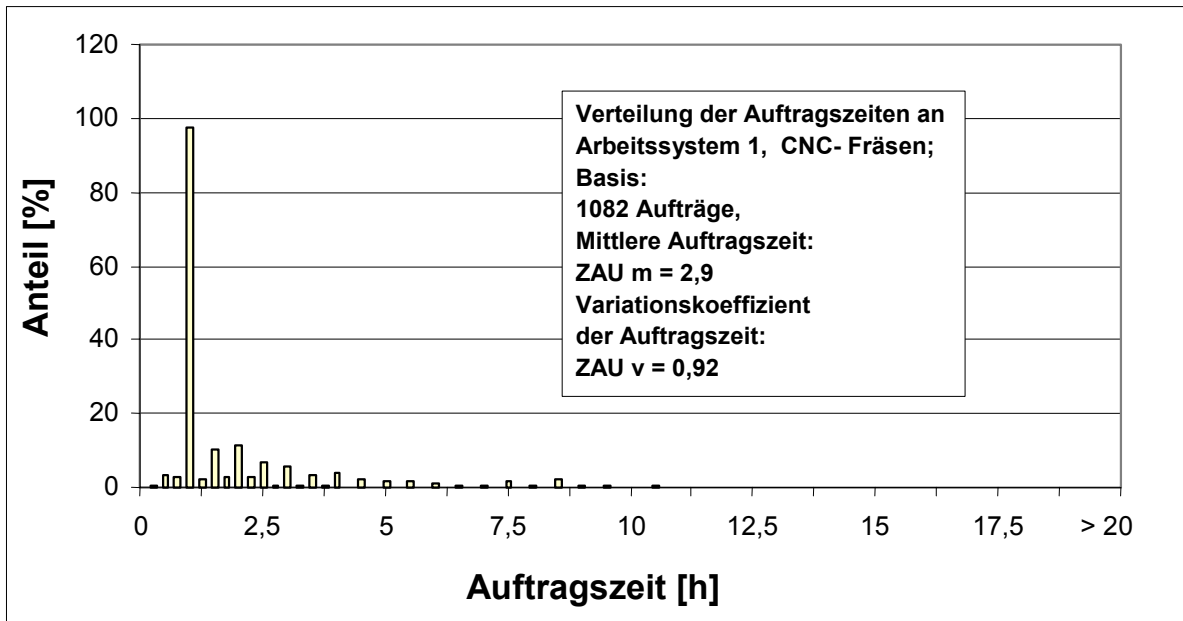 120
100
80
60
40
20
0
Anteil [%]
Verteilung der Auftragszeiten an
Arbeitssystem 1, CNC- Fräsen;
Basis:
1082 Aufträge,
Mittlere Auftragszeit:
ZAU m = 2,9
Variationskoeffizient
der Auftragszeit:
ZAU v = 0,92
0 2,5 5 7,5 10 12,5 15 17,5 > 20
Auftragszeit [h]